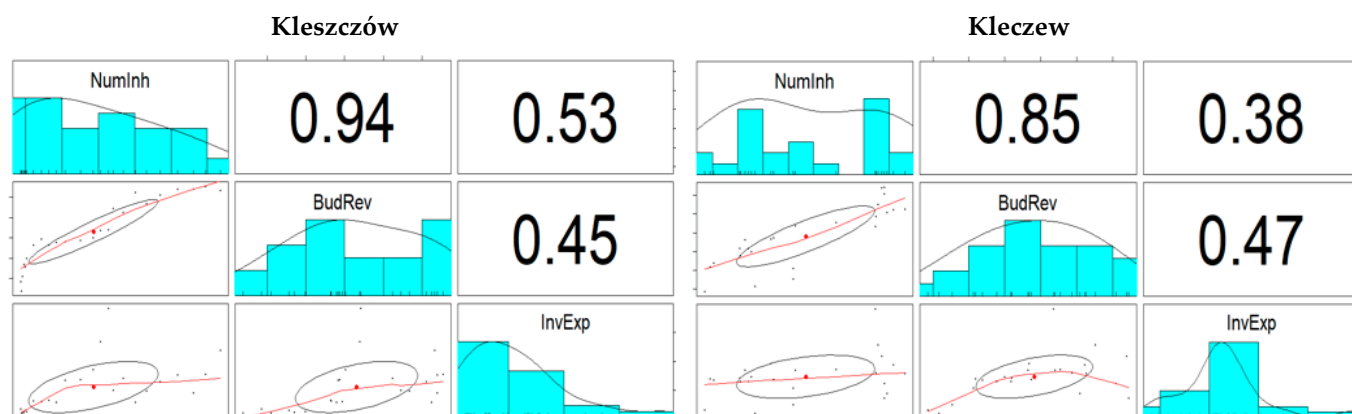 Kleszczów Kleczew
NumInh 0.94 0.53 NumInh 0.85 0.38
BudRev 0.45 BudRev 0.47
InvExp InvExp